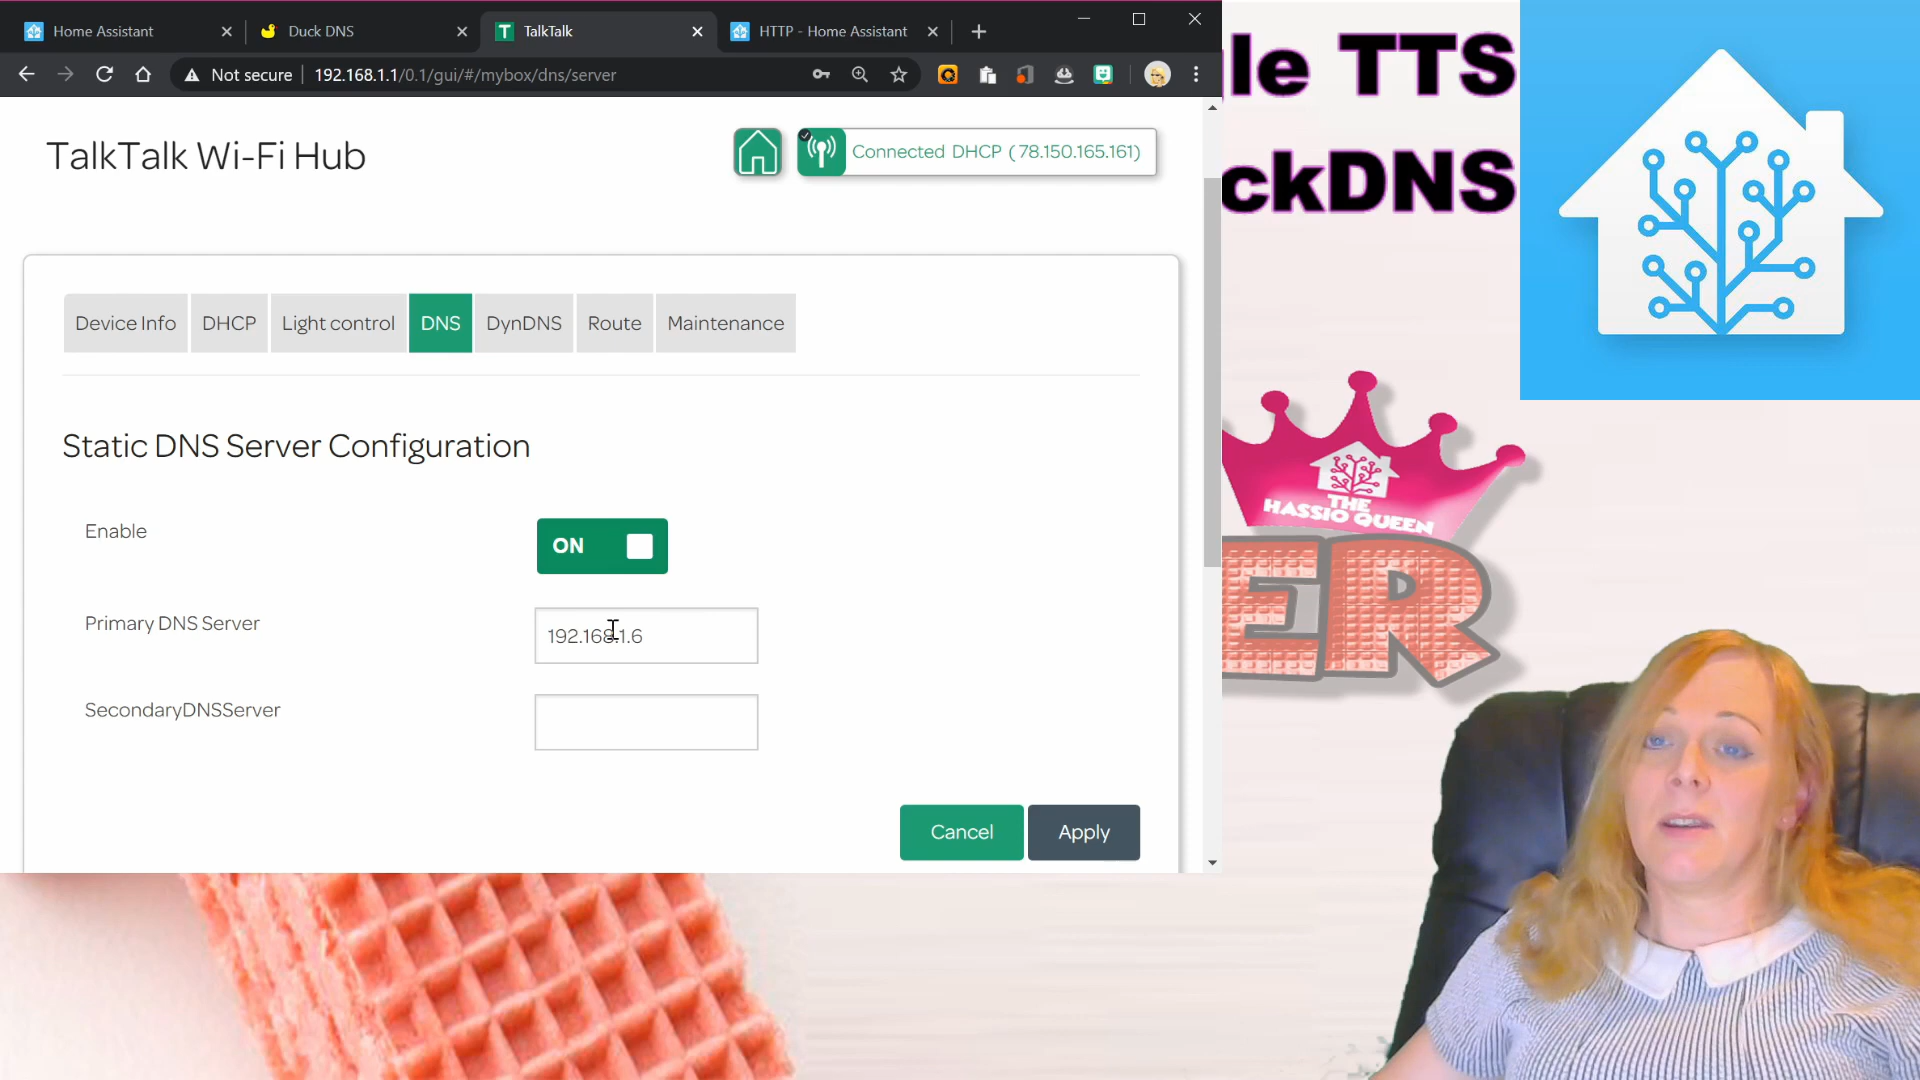 Home Assistant
Duck DNS
TalkTalk
HTTP - Home Assistant
Not secure
192.168.1.1/0.1/gui/#/mybox/dns/server
TalkTalk Wi-Fi Hub
Connected DHCP ( 78.150.165.161)
Device Info
DHCP
Light control
DNS
DynDNS
Route
Maintenance
Static DNS Server Configuration
Enable
ON
Primary DNS Server
192.168.1.6
SecondaryDNSServer
Cancel
Apply
le TTS
ckDNS
THE
HASSIO QUEEN
ER